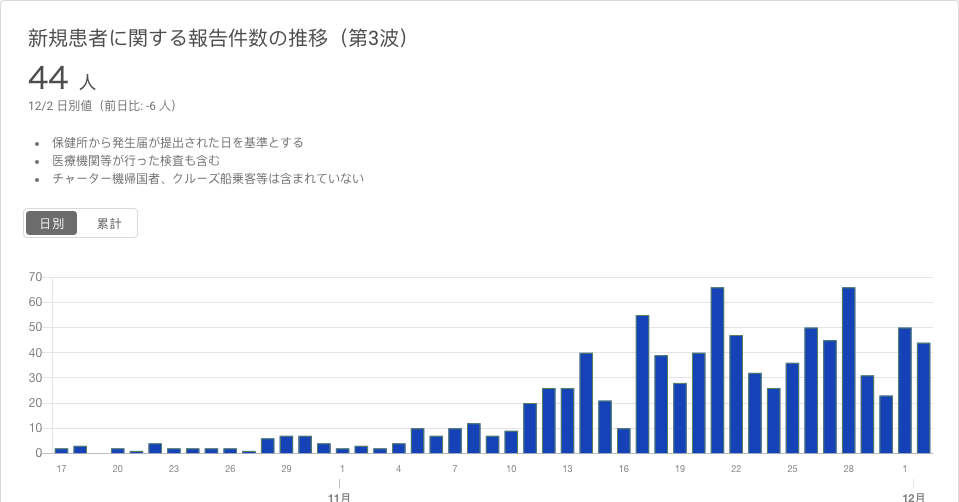 新規患者に関する報告件数の推移（第3波）
44 人
12/2 日別値（前日比: -6 人）
保健所から発生届が提出された日を基準とする
医療機関等が行った検査も含む
チャーター機帰国者、クルーズ船乗客等は含まれていない
日別 累計
70
60
50
40
30
20
10
0
17 20 23 26 29 1 4 7 10 13 16 19 22 25 28 1
11月 12月